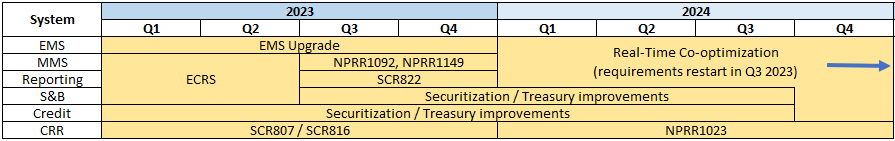 System 2023 2024
Q1 Q2 Q3 Q4 Q1 Q2 Q3 Q4
EMS EMS Upgrade
MMS NPRR1092, NPRR1149 Real-Time Co-optimization
Reporting ECRS SCR822 (requirements restart in Q3 2023)
S&B Securitization / Treasury improvements
Credit Securitization / Treasury improvements
CRR SCR807 / SCR816 NPRR1023